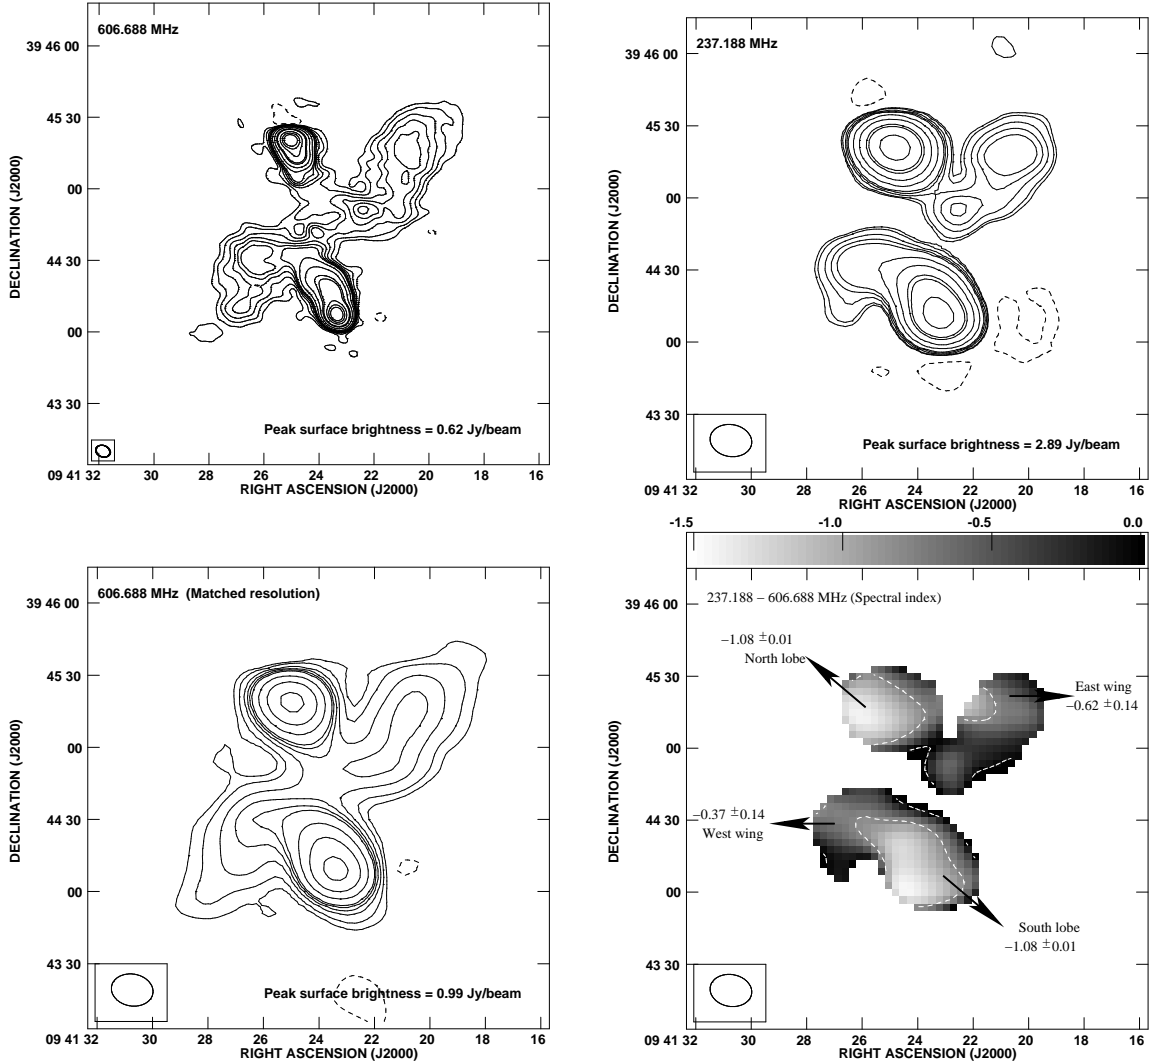 606.688 MHz
DECLINATION (J2000)
39 46 00
45 30
00
44 30
00
43 30
Peak surface brightness = 0.62 Jy/beam
09 41 32 30 28 26 24 22 20 18 16
RIGHT ASCENSION (J2000)
237.188 MHz
DECLINATION (J2000)
39 46 00
45 30
00
44 30
00
43 30
Peak surface brightness = 2.89 Jy/beam
09 41 32 30 28 26 24 22 20 18 16
RIGHT ASCENSION (J2000)
606.688 MHz (Matched resolution)
DECLINATION (J2000)
39 46 00
45 30
00
44 30
00
43 30
Peak surface brightness = 0.99 Jy/beam
09 41 32 30 28 26 24 22 20 18 16
RIGHT ASCENSION (J2000)
-1.5 -1.0 -0.5 0.0
237.188 – 606.688 MHz (Spectral index)
DECLINATION (J2000)
39 46 00
45 30
00
44 30
00
43 30
−1.08 ±0.01
North lobe
East wing
−0.62 ±0.14
−0.37 ±0.14
West wing
South lobe
−1.08 ±0.01
09 41 32 30 28 26 24 22 20 18 16
RIGHT ASCENSION (J2000)